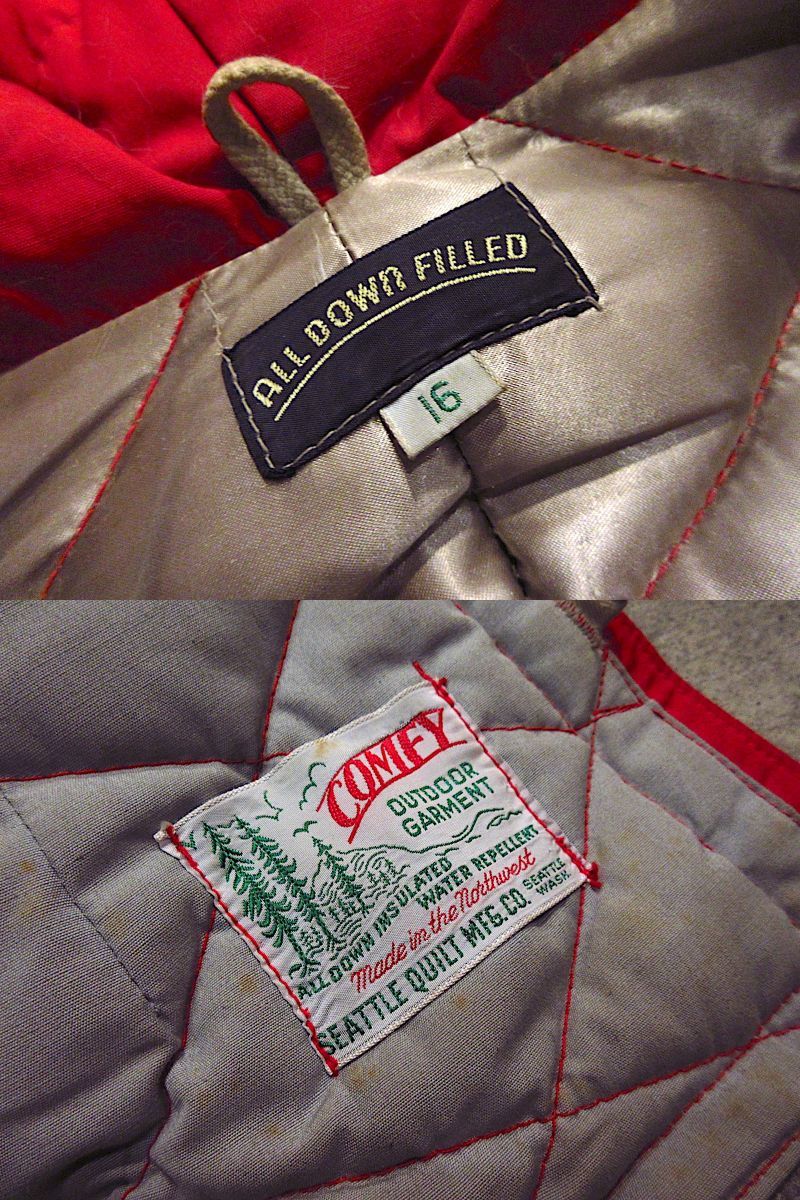 ALL DOWN FILLED
16
COMFY
OUTDOOR
GARMENT
ALL DOWN INSULATED
WATER REPELLENT
Made in the Northwest
SEATTLE QUILT MFG. CO. SEATTLE WASH.